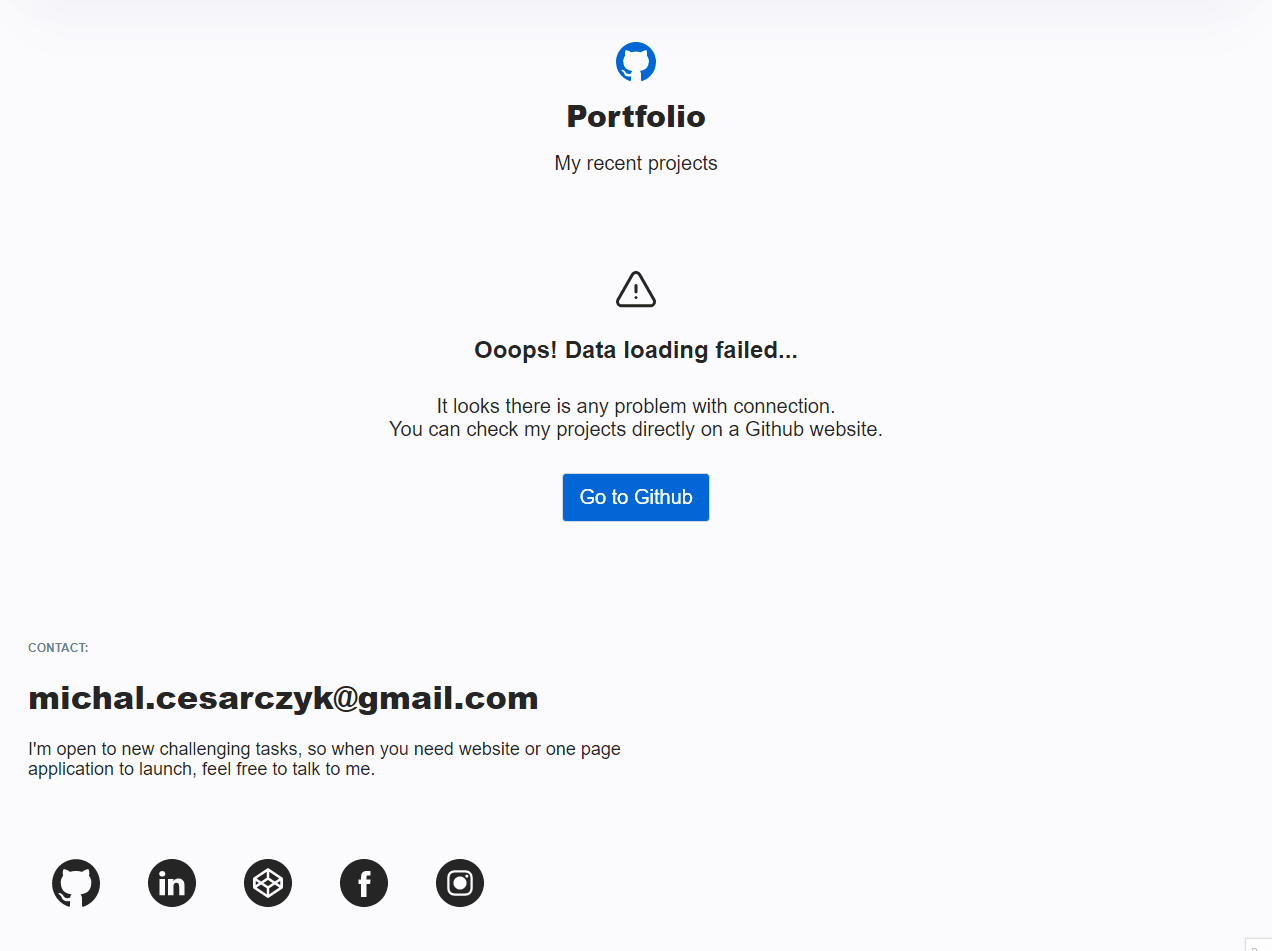 Portfolio
My recent projects
Ooops! Data loading failed...
It looks there is any problem with connection.
You can check my projects directly on a Github website.
Go to Github
CONTACT:
michal.cesarczyk@gmail.com
I'm open to new challenging tasks, so when you need website or one page
application to launch, feel free to talk to me.
in
f